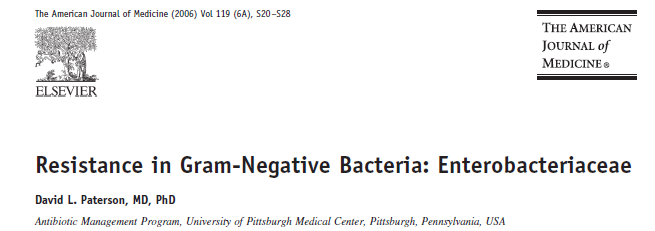 The American Journal of Medicine (2006) Vol 119 (6A), S20–S28
THE AMERICAN
JOURNAL of
MEDICINE®
ELSEVIER
Resistance in Gram-Negative Bacteria: Enterobacteriaceae
David L. Paterson, MD, PhD
Antibiotic Management Program, University of Pittsburgh Medical Center, Pittsburgh, Pennsylvania, USA